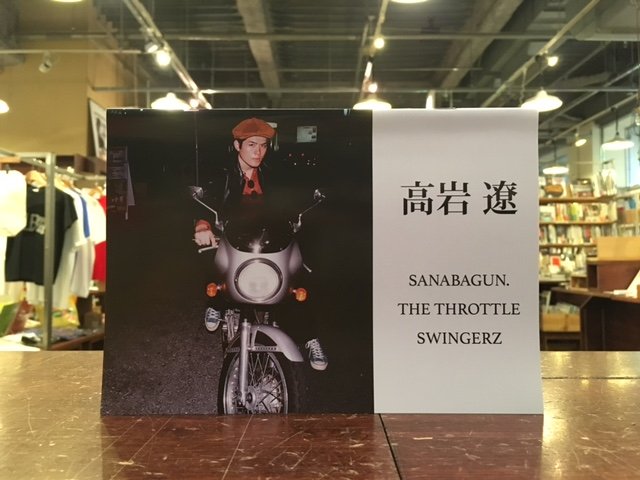 高岩 遼
SANABAGUN.
THE THROTTLE
SWINGERZ